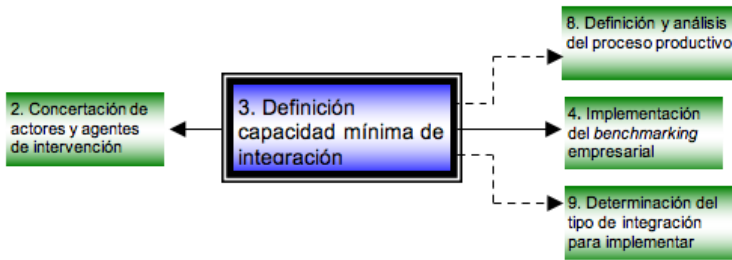 8. Definición y análisis
del proceso productivo
2. Concertación de
actores y agentes
de intervención
3. Definición
capacidad mínima de
integración
4. Implementación
del benchmarking
empresarial
9. Determinación del
tipo de integración
para implementar